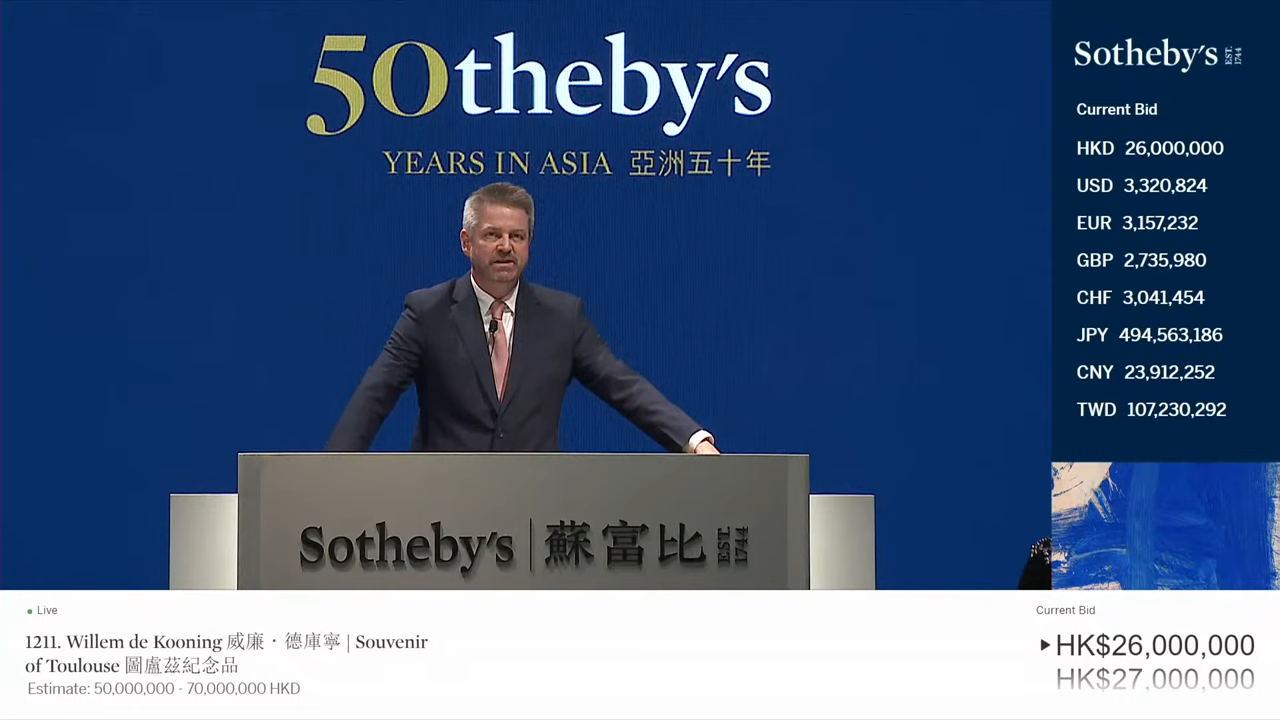 50theby's
YEARS IN ASIA 亞洲五十年
Sotheby's | 蘇富比 EST. 1744
Sotheby's EST. 1744
Current Bid
HKD 26,000,000
USD 3,320,824
EUR 3,157,232
GBP 2,735,980
CHF 3,041,454
JPY 494,563,186
CNY 23,912,252
TWD 107,230,292
Live
1211. Willem de Kooning 威廉・德庫寧 | Souvenir
of Toulouse 圖盧茲紀念品
Estimate: 50,000,000 - 70,000,000 HKD
Current Bid
HK$26,000,000
HK$27,000,000